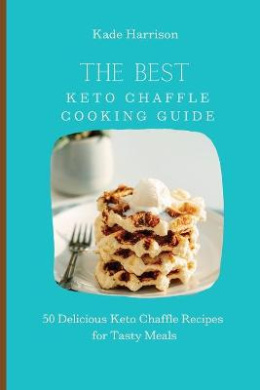 Kade Harrison
THE BEST
KETO CHAFFLE
COOKING GUIDE
50 Delicious Keto Chaffle Recipes
for Tasty Meals